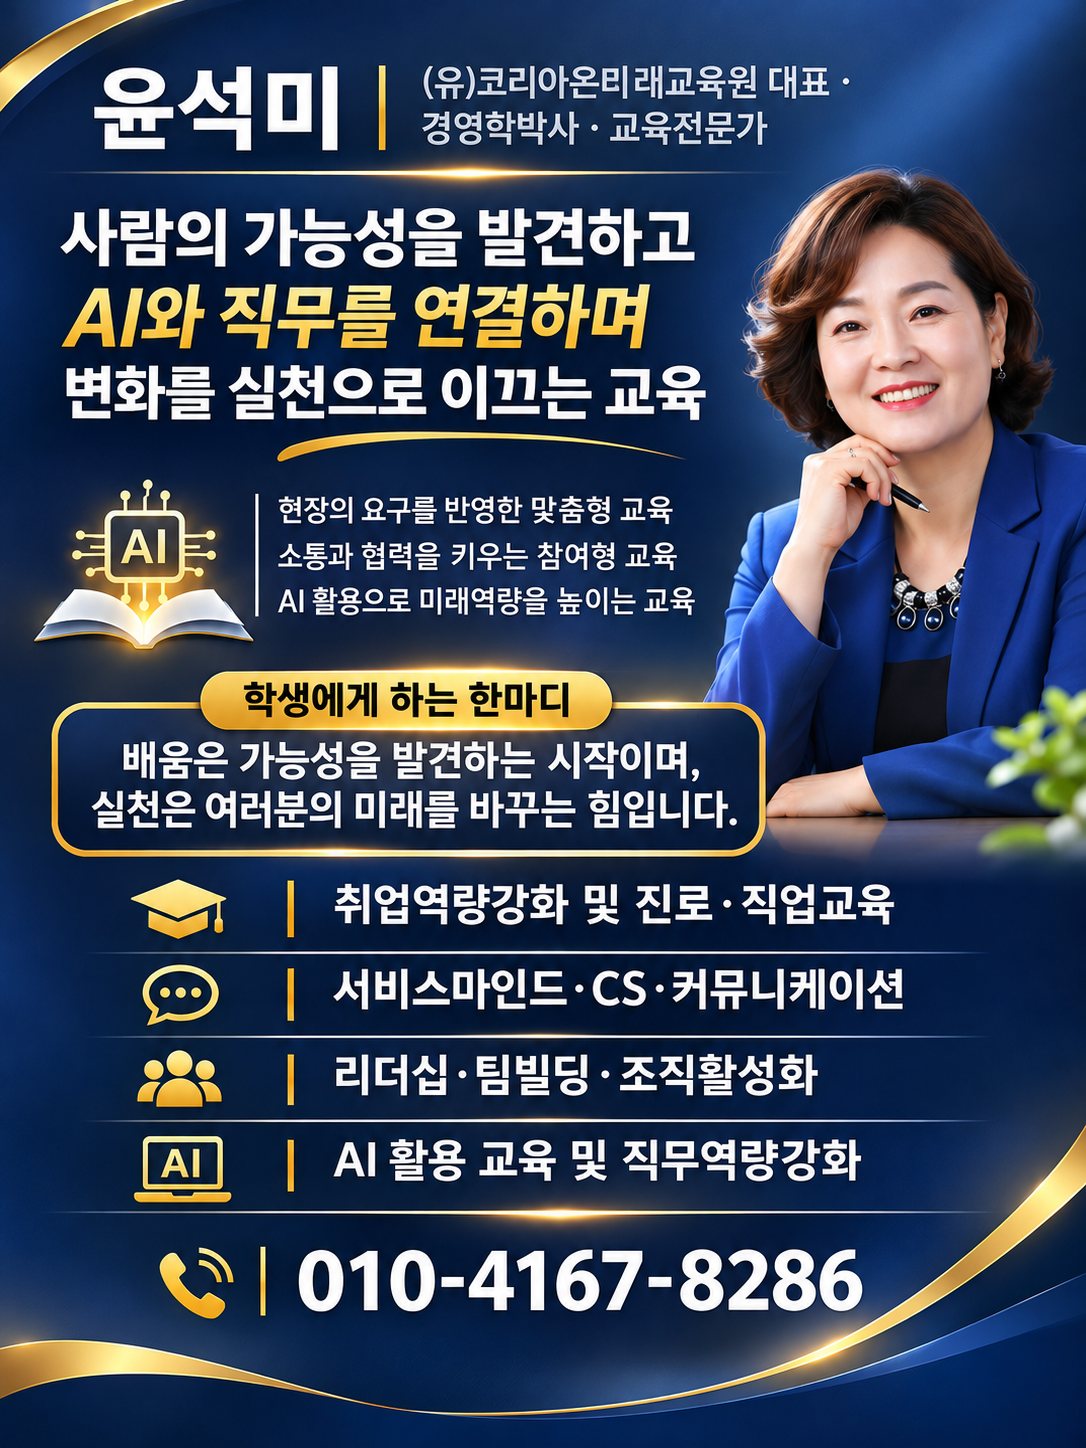 윤석미
(유)코리아온티래교육원 대표 ·
경영학박사 · 교육전문가
사람의 가능성을 발견하고
AI와 직무를 연결하며
변화를 실천으로 이끄는 교육
AI
현장의 요구를 반영한 맞춤형 교육
소통과 협력을 키우는 참여형 교육
AI 활용으로 미래역량을 높이는 교육
학생에게 하는 한마디
배움은 가능성을 발견하는 시작이며,
실천은 여러분의 미래를 바꾸는 힘입니다.
취업역량강화 및 진로·직업교육
서비스마인드·CS·커뮤니케이션
리더십·팀빌딩·조직활성화
AI
AI 활용 교육 및 직무역량강화
010-4167-8286